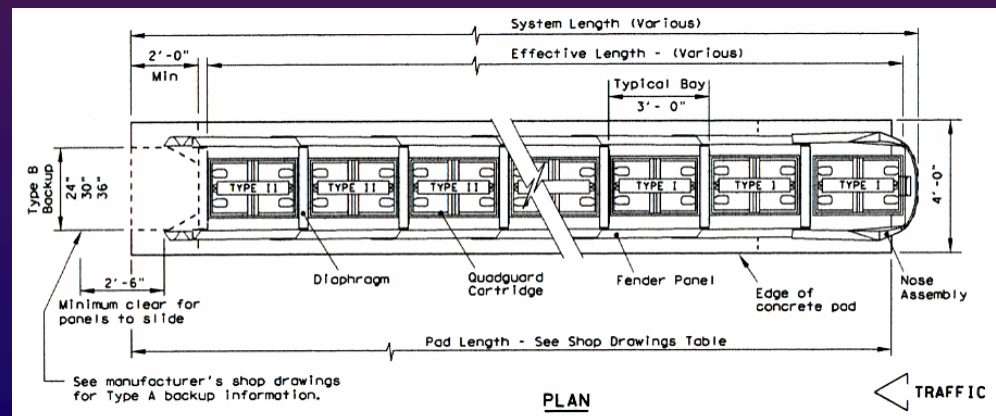 System Length (Various)
2'-0"
Min
Effective Length - (Various)
Typical Bay
3'- 0"
Type B
Backup
24"
30"
36"
TYPE II
TYPE II
TYPE II
TYPE I
TYPE I
TYPE I
4'-0"
2'-6"
Minimum clear for
panels to slide
Diaphragm
Quadguard
Cartridge
Fender Panel
Edge of
concrete pad
Nose
Assembly
Pad Length - See Shop Drawings Table
See manufacturer's shop drawings
for Type A backup information.
PLAN
TRAFFIC